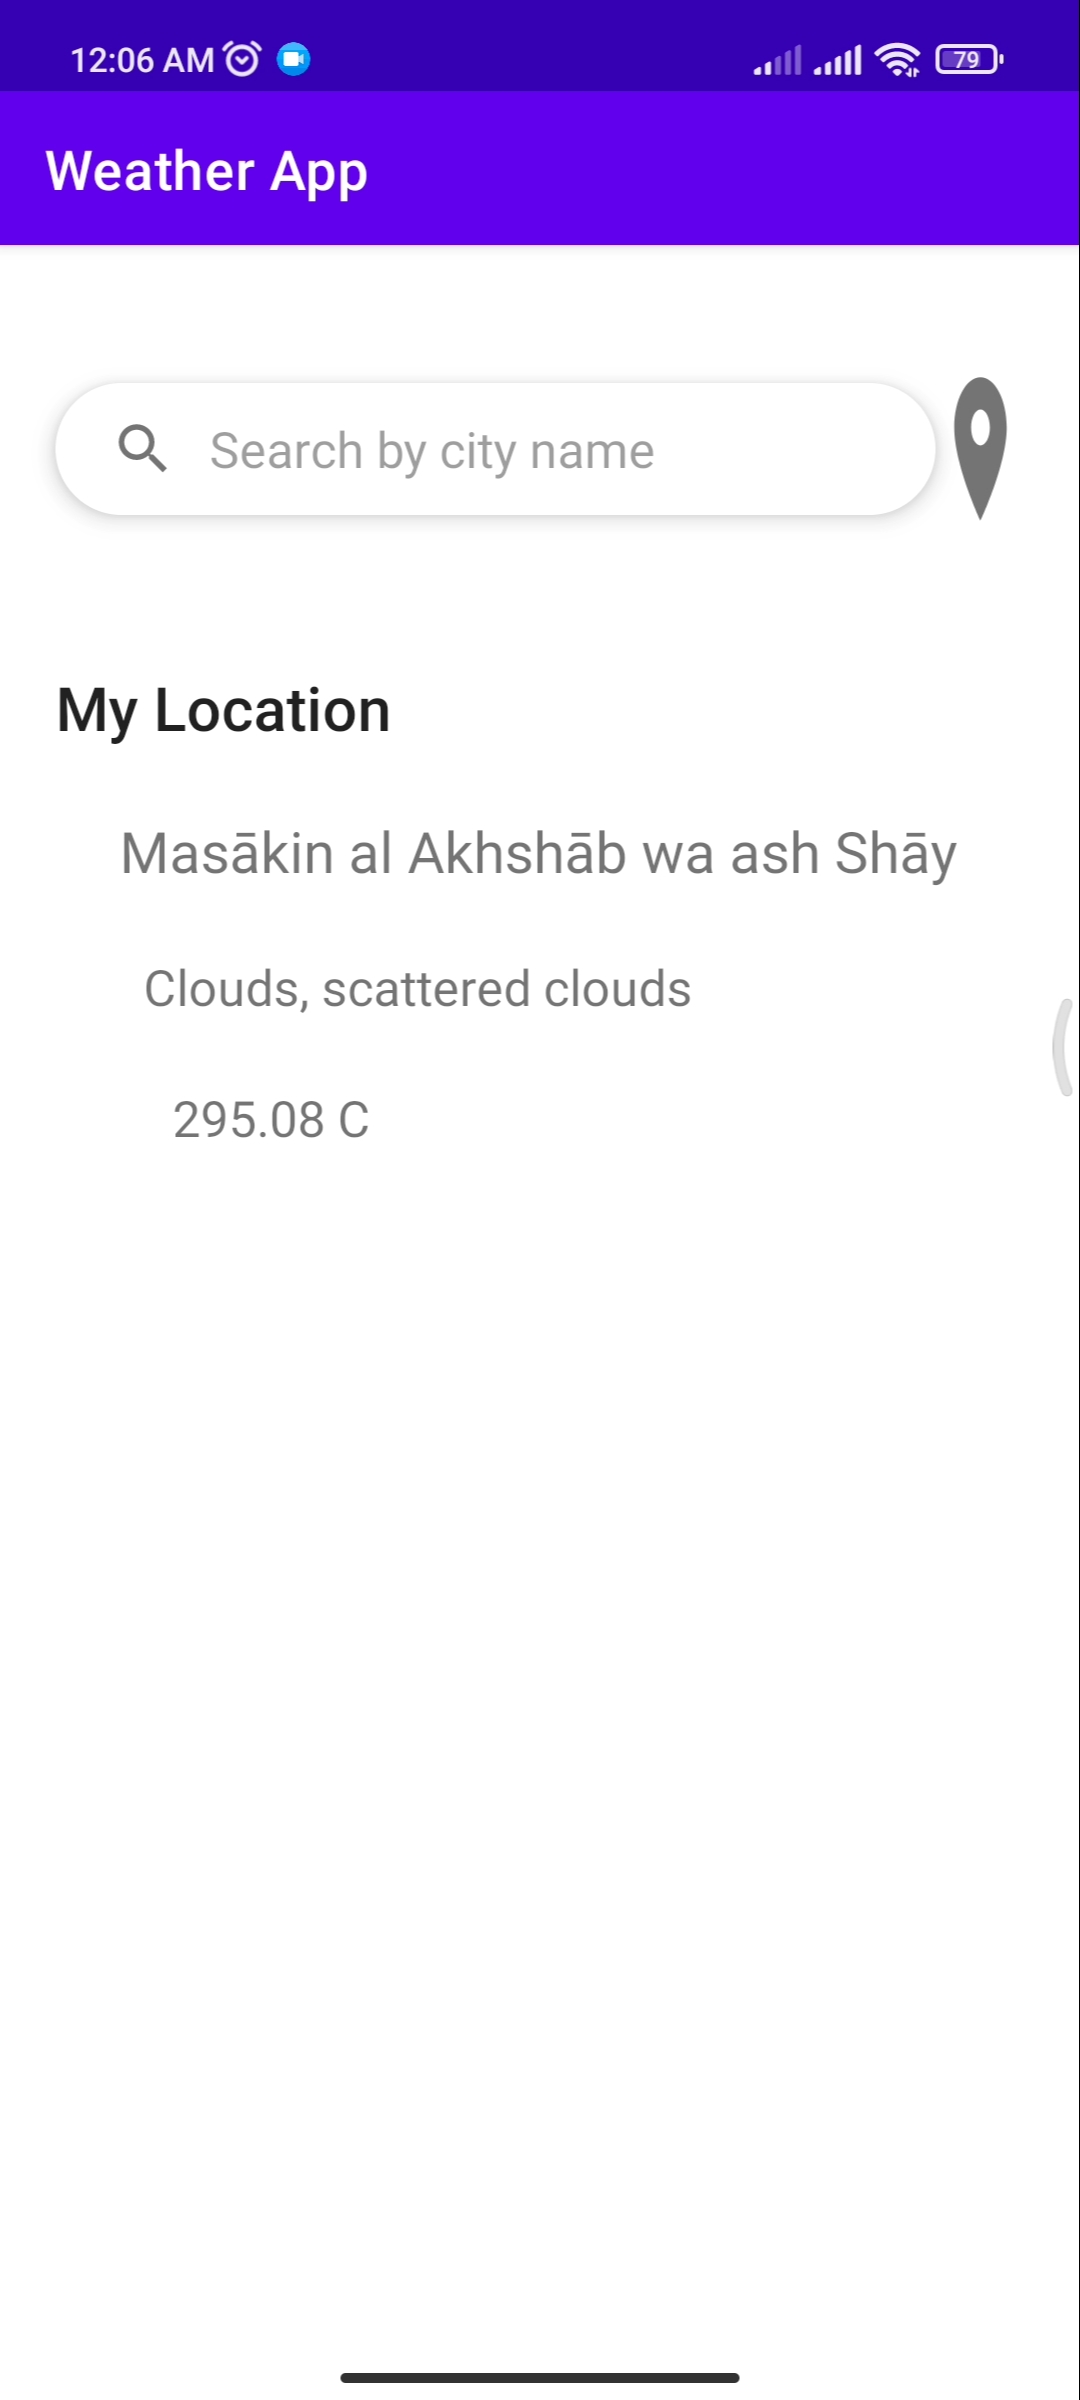 12:06 AM 79
Weather App
Search by city name
My Location
Masākin al Akhshāb wa ash Shāy
Clouds, scattered clouds
295.08 C